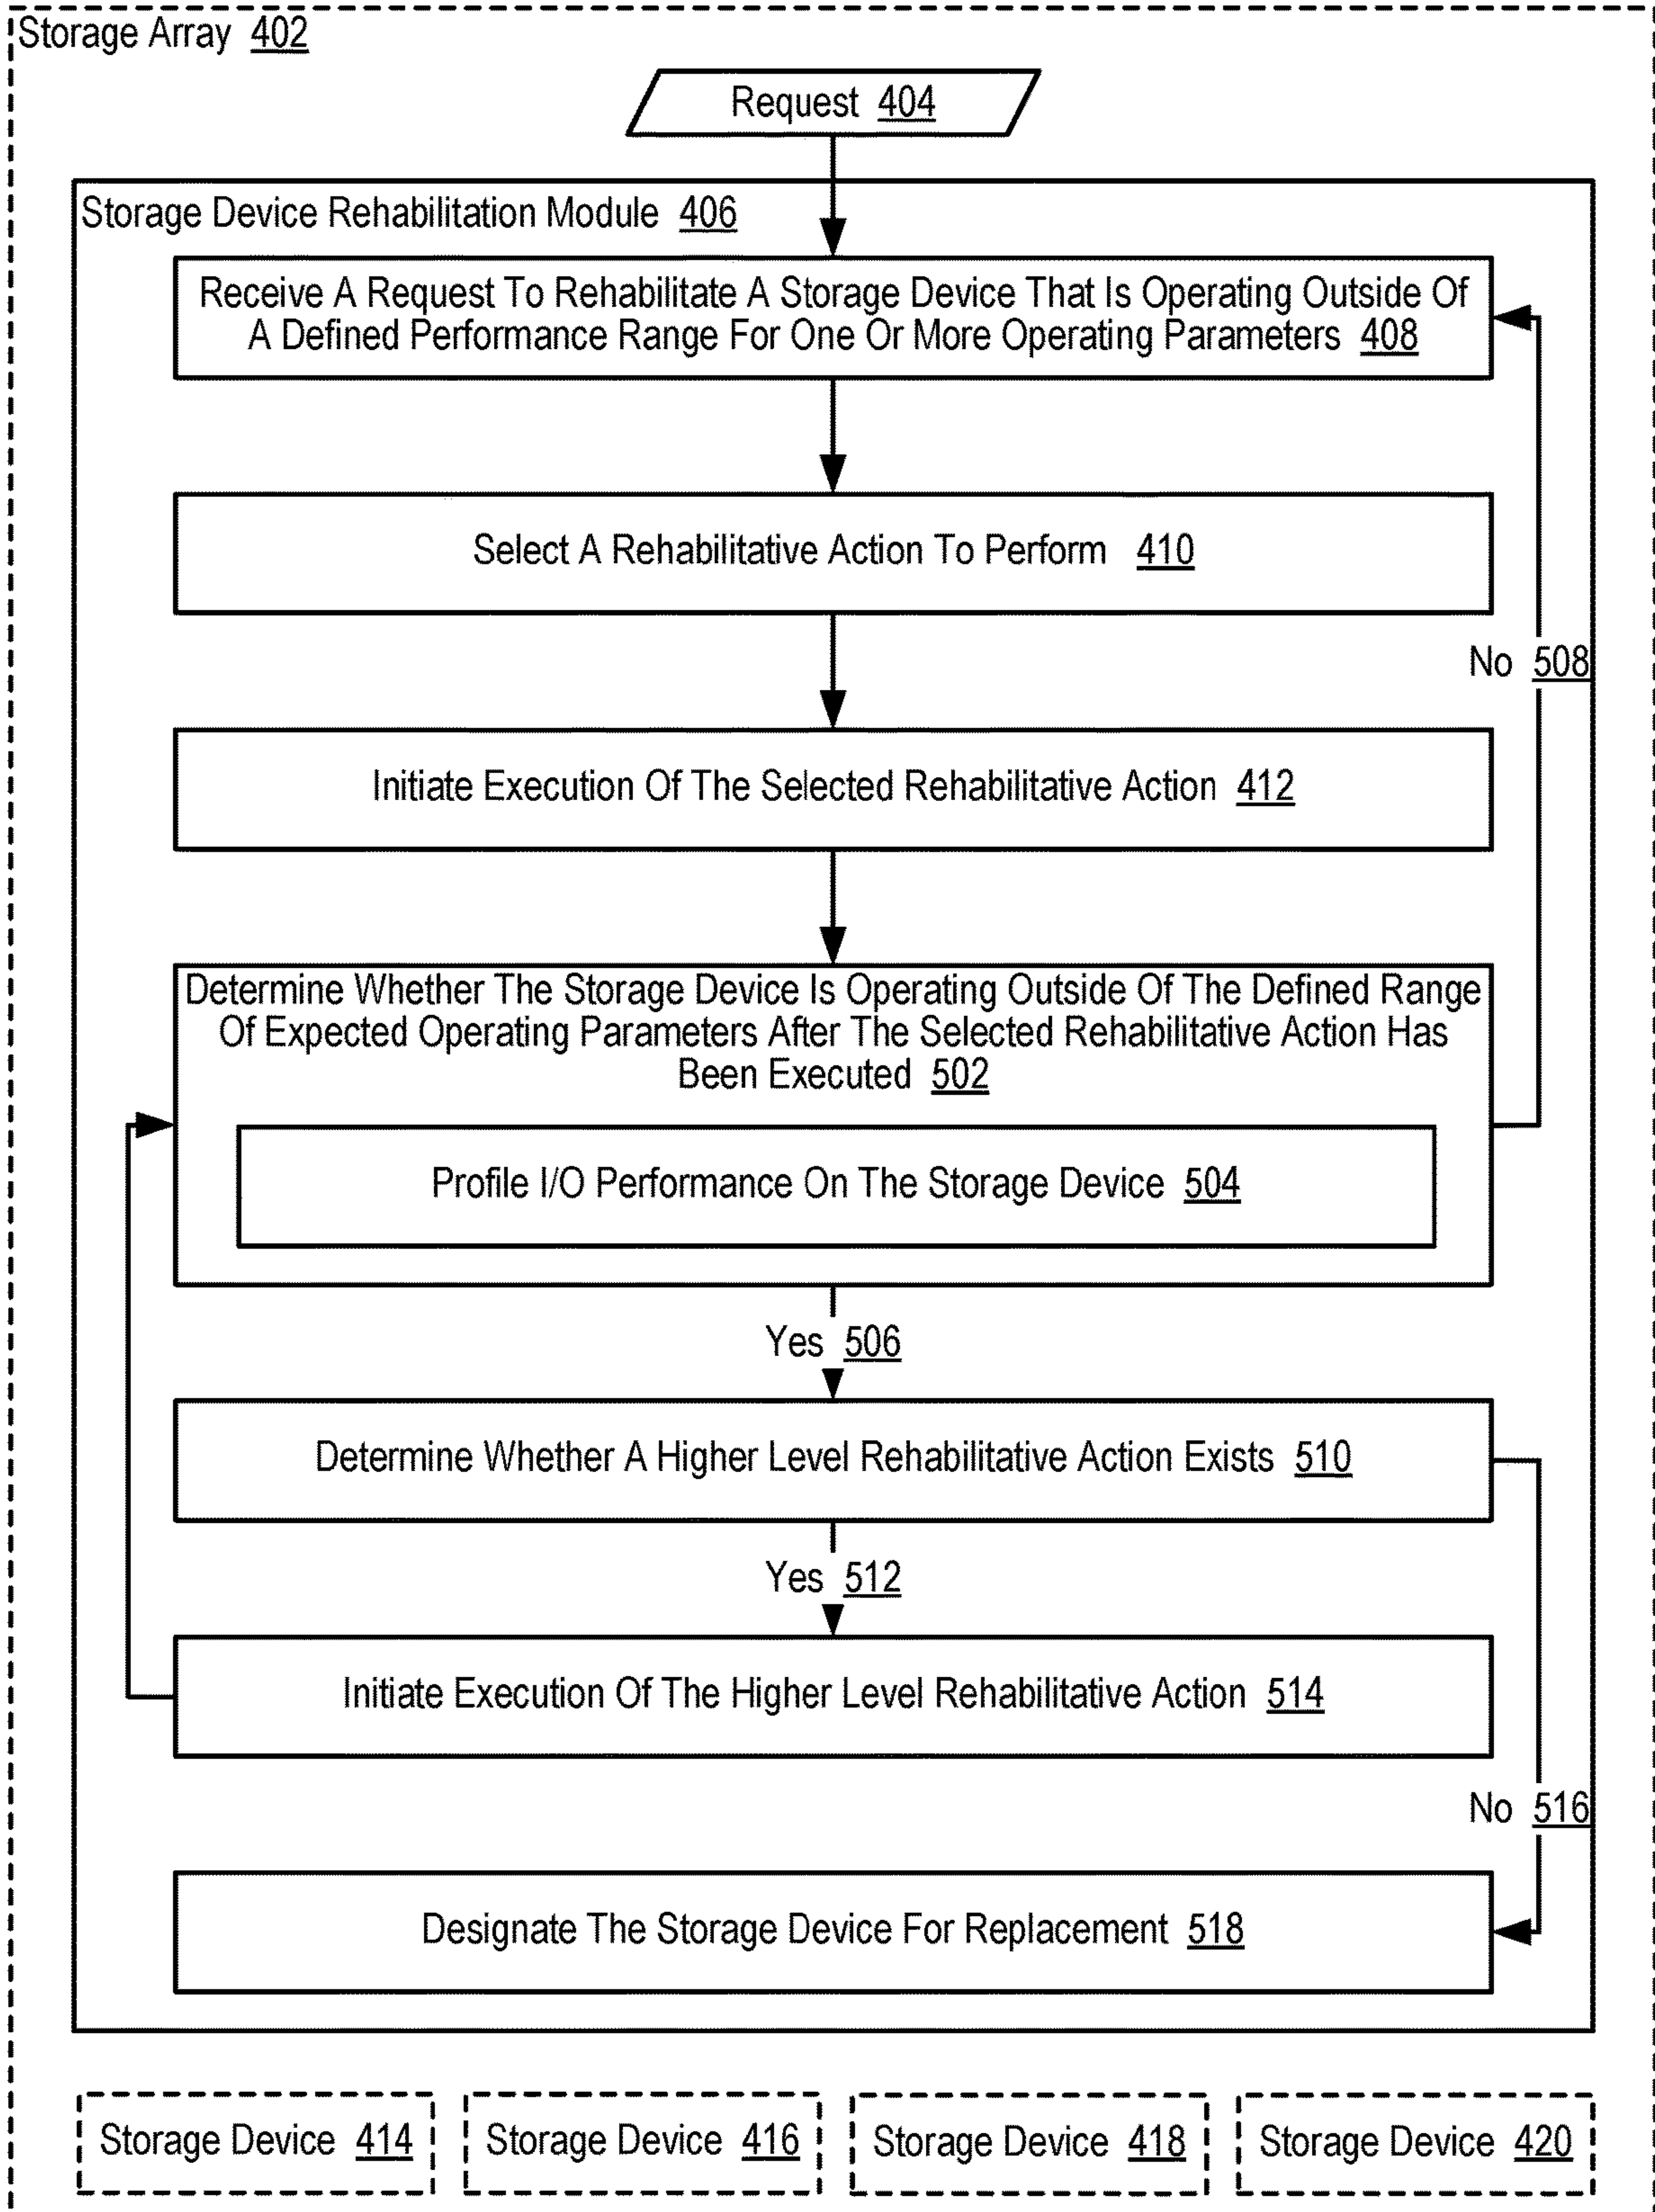 Storage Array 402
Request 404
Storage Device Rehabilitation Module 406
Receive A Request To Rehabilitate A Storage Device That Is Operating Outside Of
A Defined Performance Range For One Or More Operating Parameters 408
Select A Rehabilitative Action To Perform 410
No 508
Initiate Execution Of The Selected Rehabilitative Action 412
Determine Whether The Storage Device Is Operating Outside Of The Defined Range
Of Expected Operating Parameters After The Selected Rehabilitative Action Has
Been Executed 502
Profile I/O Performance On The Storage Device 504
Yes 506
Determine Whether A Higher Level Rehabilitative Action Exists 510
Yes 512
Initiate Execution Of The Higher Level Rehabilitative Action 514
No 516
Designate The Storage Device For Replacement 518
Storage Device 414
Storage Device 416
Storage Device 418
Storage Device 420